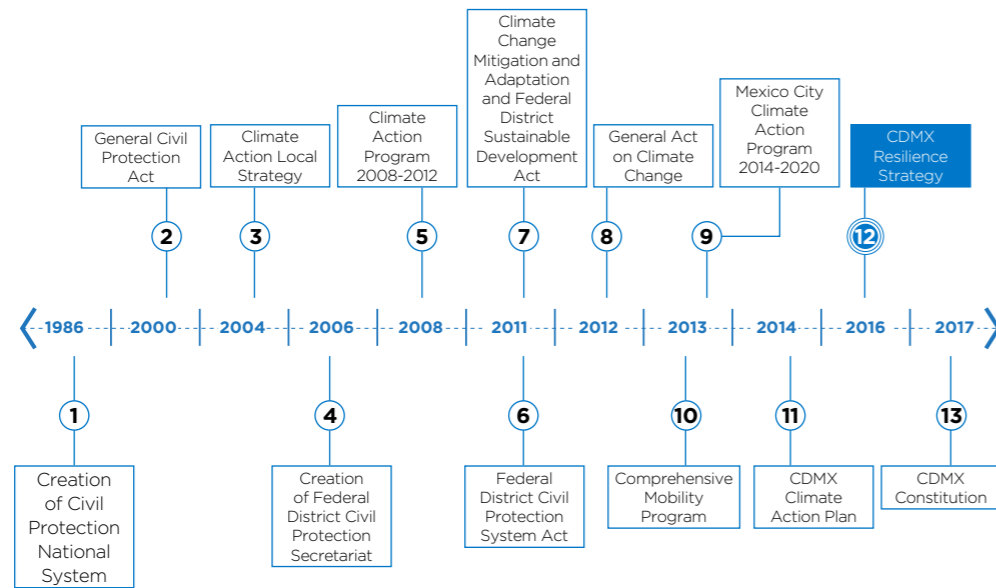 Climate
Change
Mitigation and
Adaptation
and Federal
District
Sustainable
Development
Act
Mexico City
Climate
Action
Program
2014-2020
Climate
Action
Program
2008-2012
General Civil
Protection
Act
Climate
Action Local
Strategy
General Act
on Climate
Change
CDMX
Resilience
Strategy
2
3
5
7
8
9
12
1986
2000
2004
2006
2008
2011
2012
2013
2014
2016
2017
1
4
6
10
11
13
Creation
of Civil
Protection
National
System
Creation
of Federal
District Civil
Protection
Secretariat
Federal
District Civil
Protection
System Act
Comprehensive
Mobility
Program
CDMX
Climate
Action Plan
CDMX
Constitution